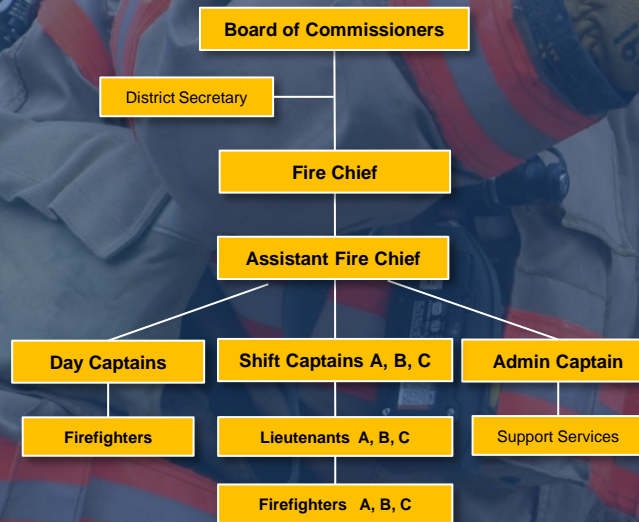 Board of Commissioners
District Secretary
Fire Chief
Assistant Fire Chief
Day Captains
Shift Captains A, B, C
Admin Captain
Firefighters
Lieutenants A, B, C
Support Services
Firefighters A, B, C